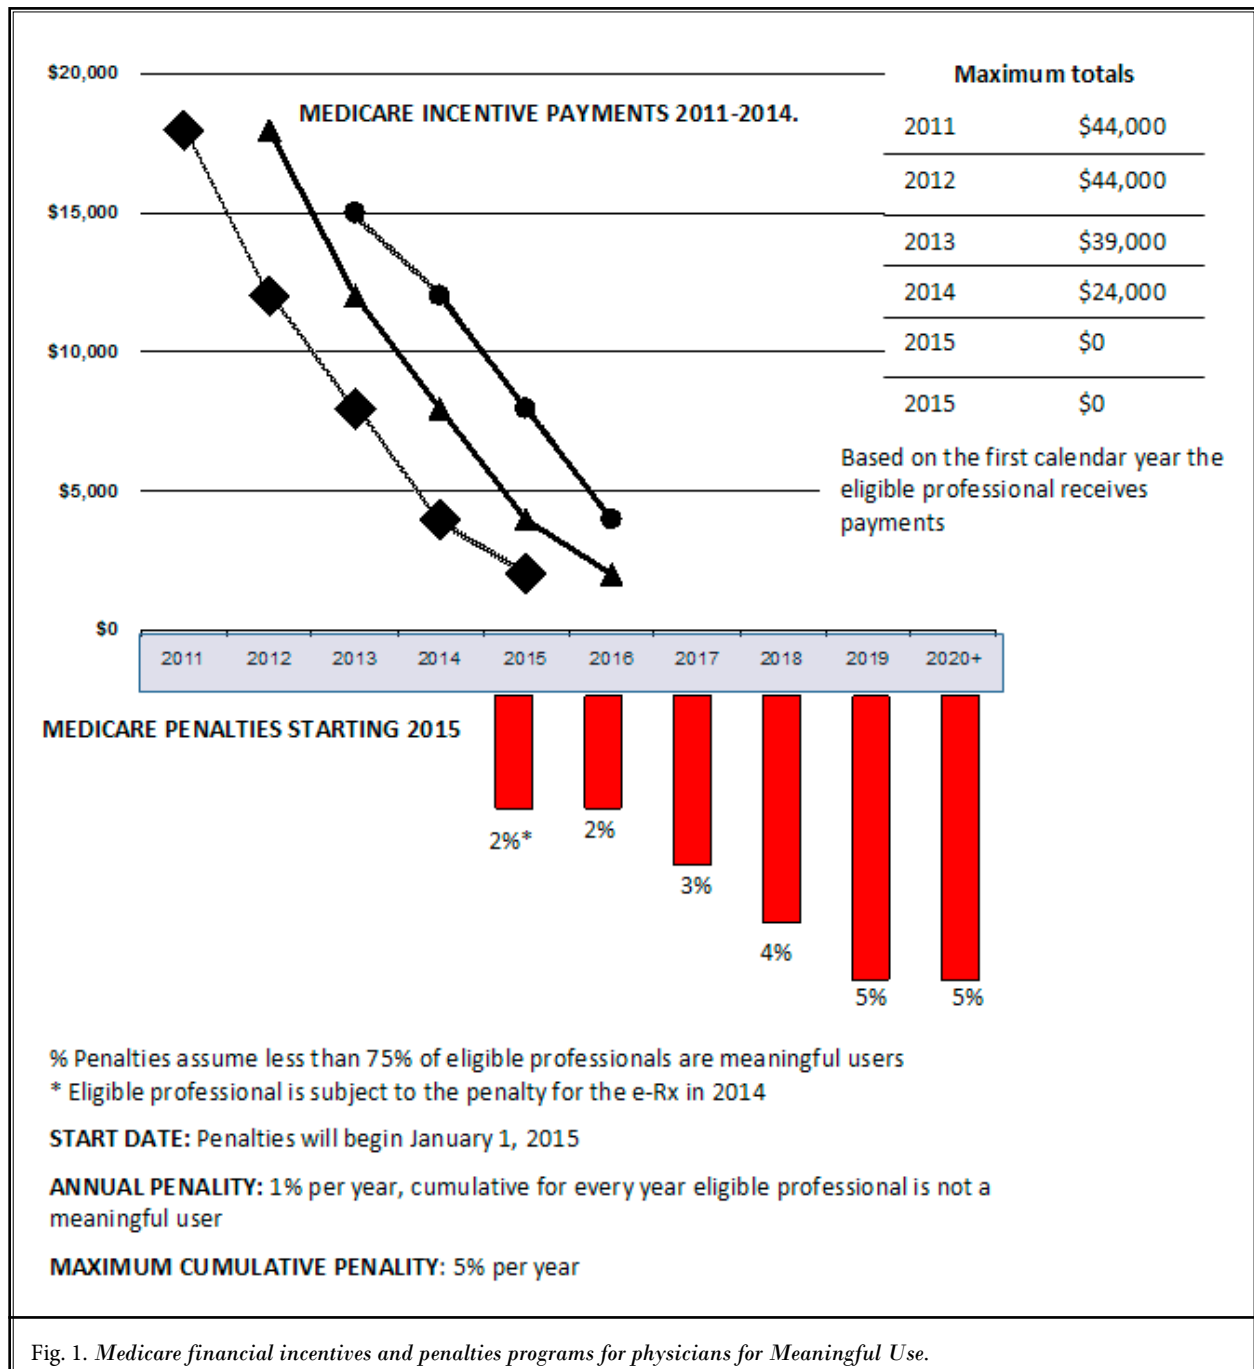 $20,000
MEDICARE INCENTIVE PAYMENTS 2011-2014.
$15,000
$10,000
$5,000
$0
Maximum totals
2011 $44,000
2012 $44,000
2013 $39,000
2014 $24,000
2015 $0
2015 $0
Based on the first calendar year the
eligible professional receives
payments
2011 2012 2013 2014 2015 2016 2017 2018 2019 2020+
MEDICARE PENALTIES STARTING 2015
2%* 2% 3% 4% 5% 5%
% Penalties assume less than 75% of eligible professionals are meaningful users
* Eligible professional is subject to the penalty for the e-Rx in 2014
START DATE: Penalties will begin January 1, 2015
ANNUAL PENALITY: 1% per year, cumulative for every year eligible professional is not a
meaningful user
MAXIMUM CUMULATIVE PENALITY: 5% per year
Fig. 1. Medicare financial incentives and penalties programs for physicians for Meaningful Use.